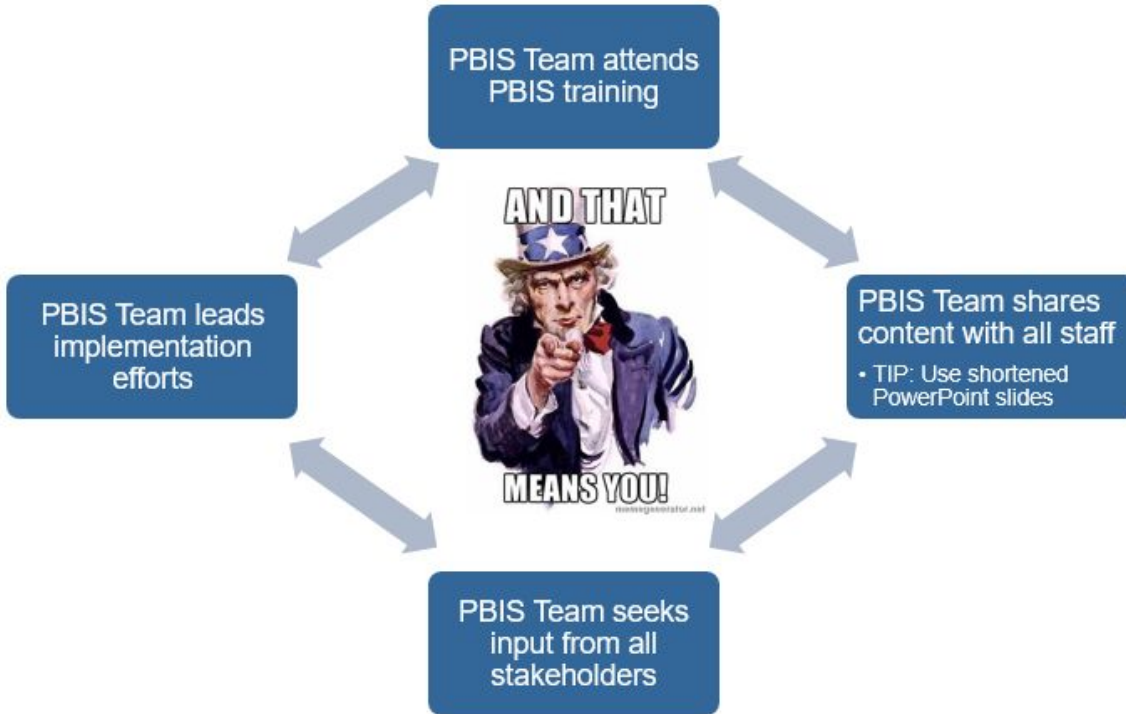 PBIS Team attends
PBIS training
AND THAT
PBIS Team leads
implementation
efforts
PBIS Team shares
content with all staff
• TIP: Use shortened
PowerPoint slides
MEANS YOU!
memegenerator.net
PBIS Team seeks
input from all
stakeholders